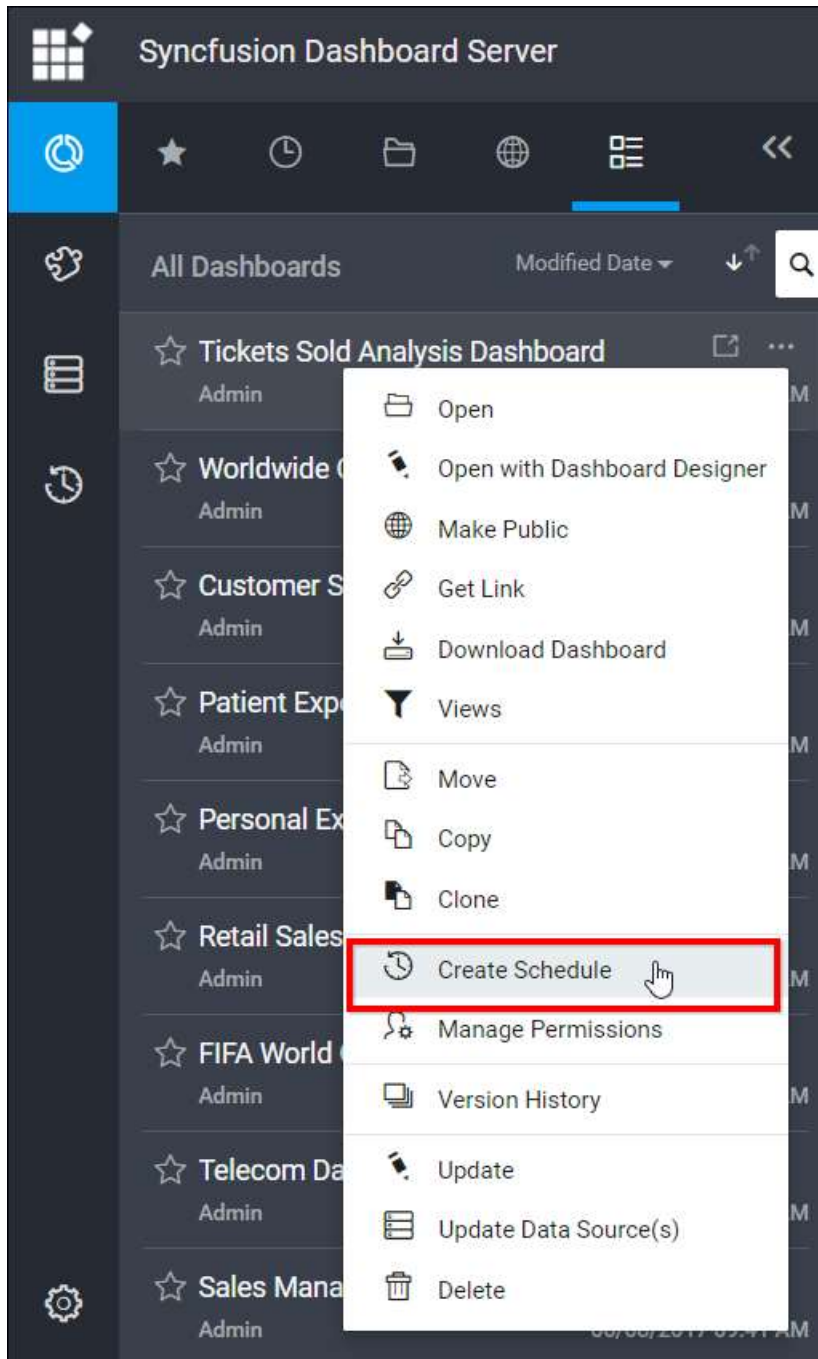 Syncfusion Dashboard Server
All Dashboards Modified Date
Tickets Sold Analysis Dashboard
Admin M
Open
Open with Dashboard Designer
Worldwide
Admin M
Make Public
Customer S
Get Link
Admin M
Download Dashboard
Patient Exp
Views
Admin M
Move
Personal Ex
Copy
Admin M
Clone
Retail Sales
Create Schedule
Admin M
Manage Permissions
FIFA World
Admin M
Version History
Telecom Da
Update
Admin M
Update Data Source(s)
Sales Mana
Delete
Admin AM